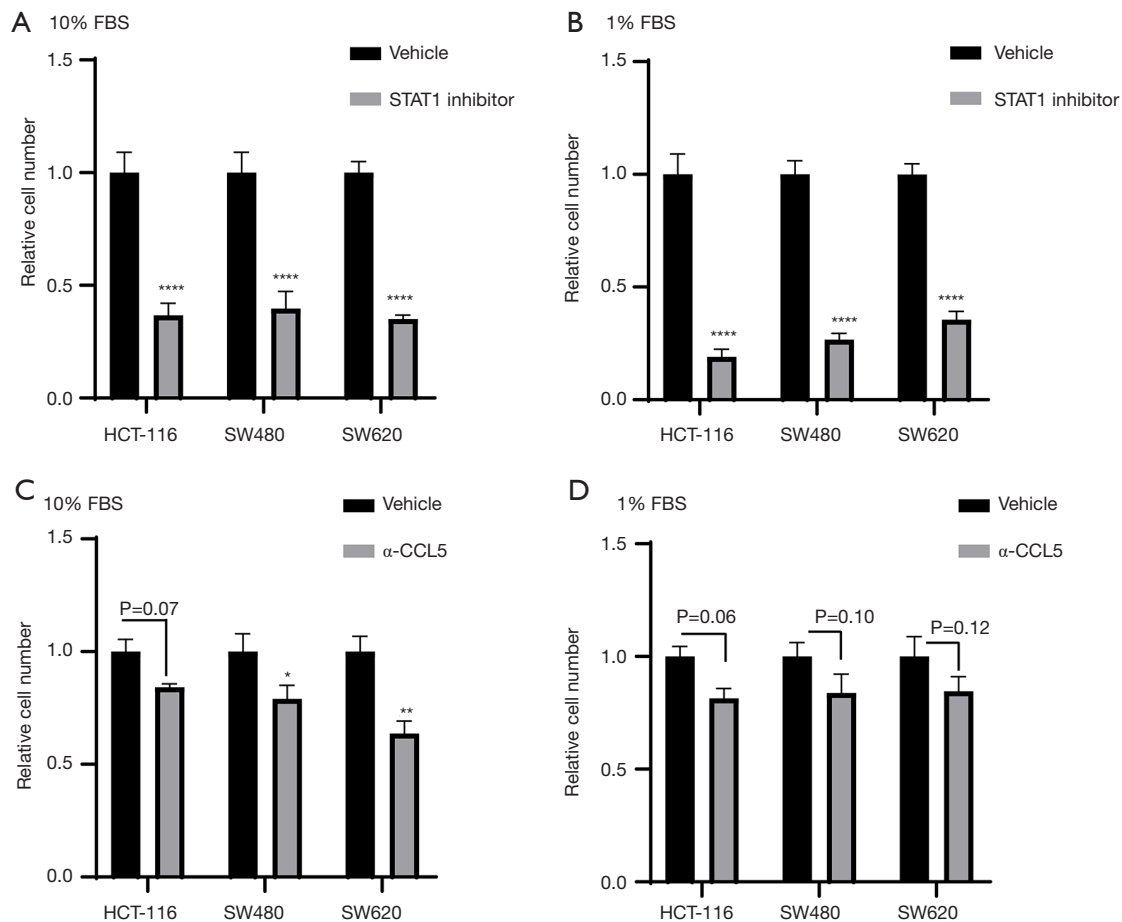 A 10% FBS
Vehicle
STAT1 inhibitor
Relative cell number
1.5
1.0
0.5
0.0
****
****
****
HCT-116 SW480 SW620
B 1% FBS
Vehicle
STAT1 inhibitor
Relative cell number
1.5
1.0
0.5
0.0
****
****
****
HCT-116 SW480 SW620
C 10% FBS
Vehicle
α-CCL5
Relative cell number
1.5
1.0
0.5
0.0
P=0.07
*
**
HCT-116 SW480 SW620
D 1% FBS
Vehicle
α-CCL5
Relative cell number
1.5
1.0
0.5
0.0
P=0.06
P=0.10
P=0.12
HCT-116 SW480 SW620